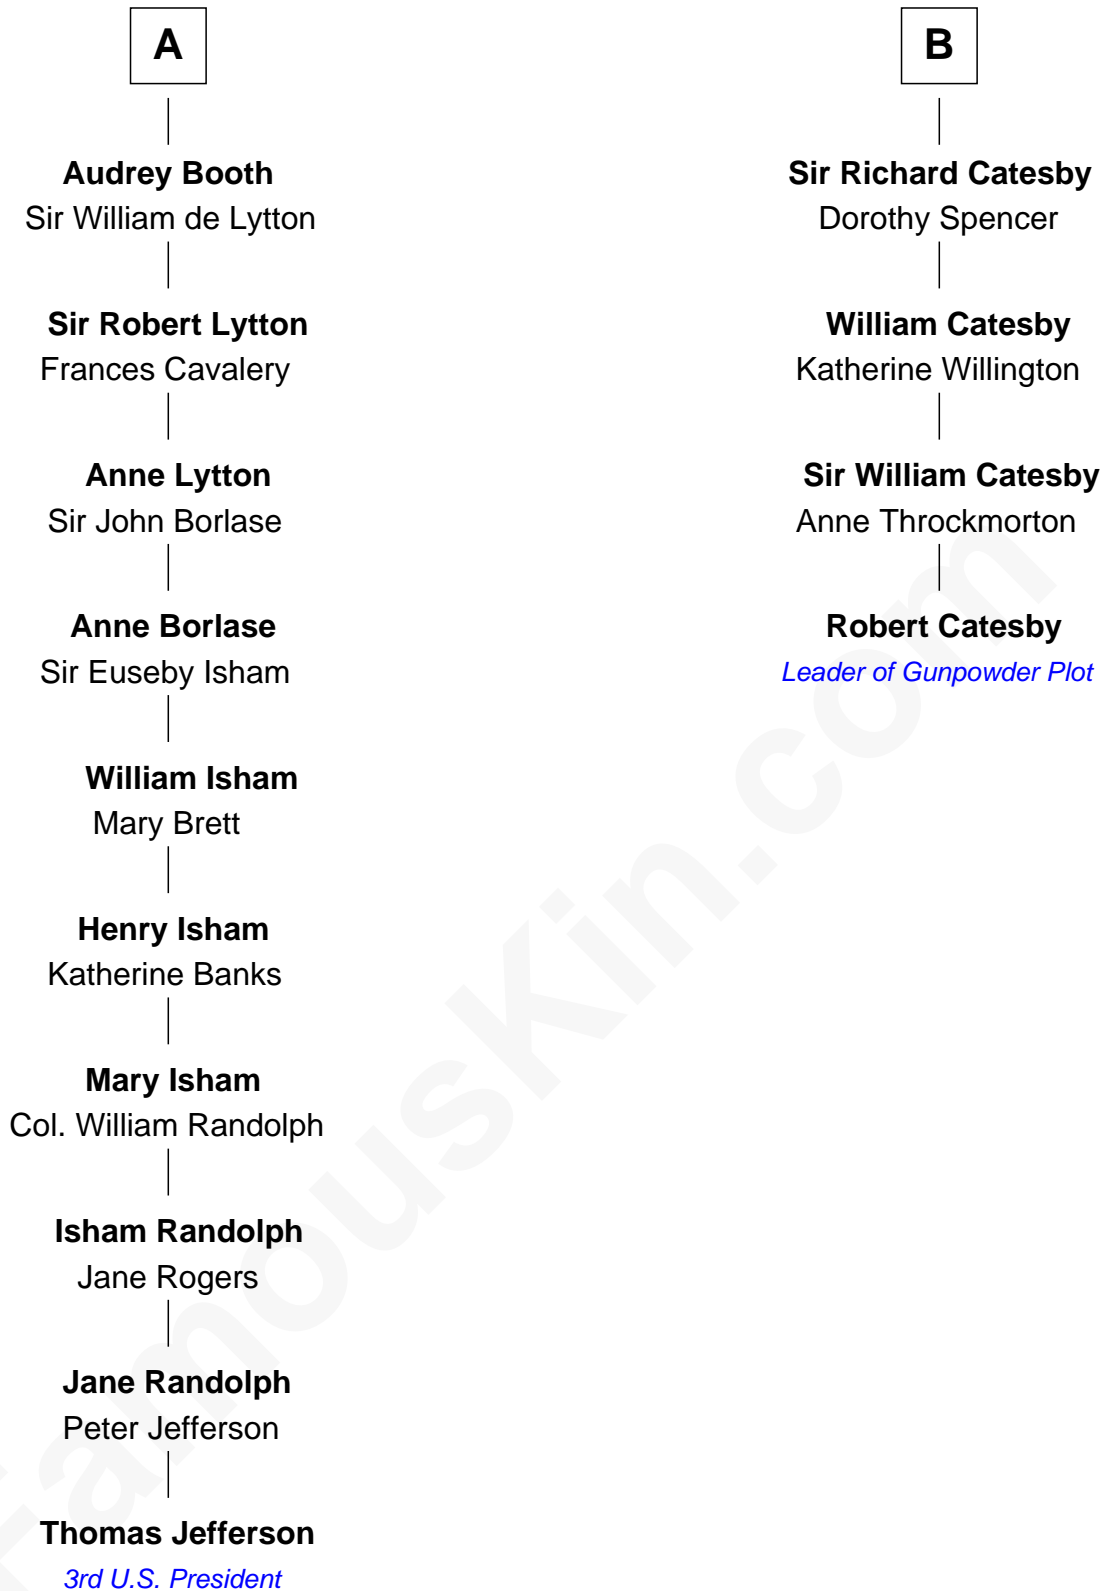 A
Audrey Booth
Sir William de Lytton
Sir Robert Lytton
Frances Cavalery
Anne Lytton
Sir John Borlase
Anne Borlase
Sir Euseby Isham
William Isham
Mary Brett
Henry Isham
Katherine Banks
Mary Isham
Col. William Randolph
Isham Randolph
Jane Rogers
Jane Randolph
Peter Jefferson
Thomas Jefferson
3rd U.S. President
B
Sir Richard Catesby
Dorothy Spencer
William Catesby
Katherine Willington
Sir William Catesby
Anne Throckmorton
Robert Catesby
Leader of Gunpowder Plot
FamousKin.com